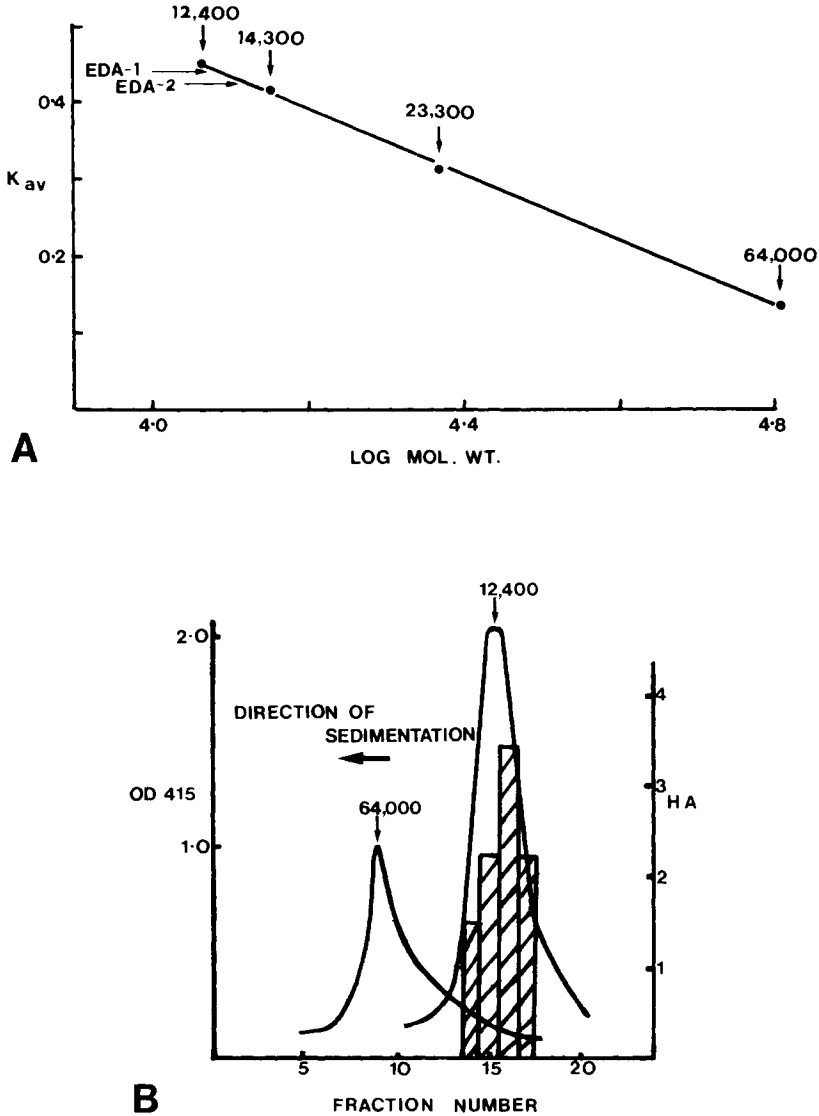 12,400
14,300
EDA-1
EDA-2
0·4
23,300
K av
0·2
64,000
4·0 4·4 4·8
A
LOG MOL. WT.
12,400
2·0
4
DIRECTION OF
SEDIMENTATION
OD 415
3
HA
64,000
1·0
2
1
5 10 15 20
B
FRACTION NUMBER